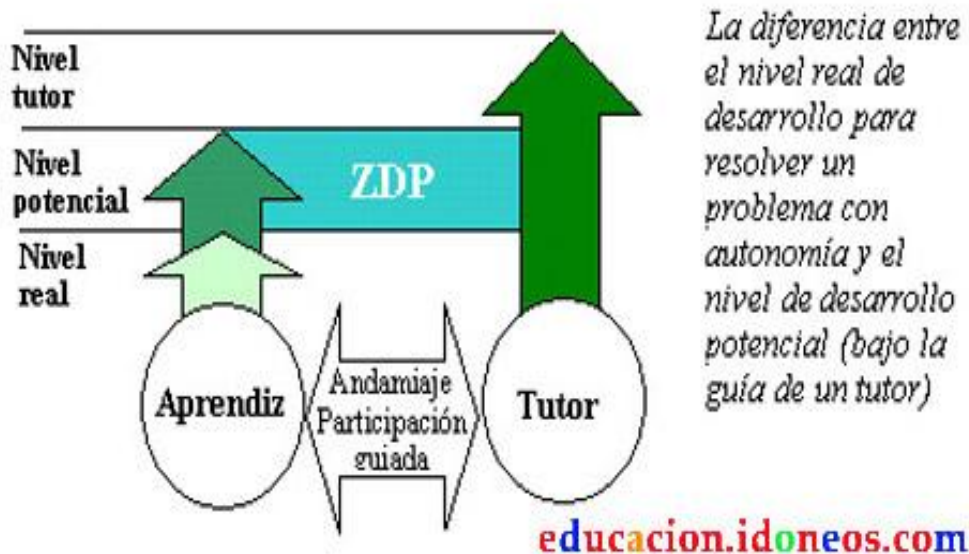 Nivel
tutor
Nivel
potencial
Nivel
real
ZDP
Aprendiz
Andamiaje
Participación
guiada
Tutor
La diferencia entre
el nivel real de
desarrollo para
resolver un
problema con
autonomía y el
nivel de desarrollo
potencial (bajo la
guía de un tutor)
educacion.idoneos.com